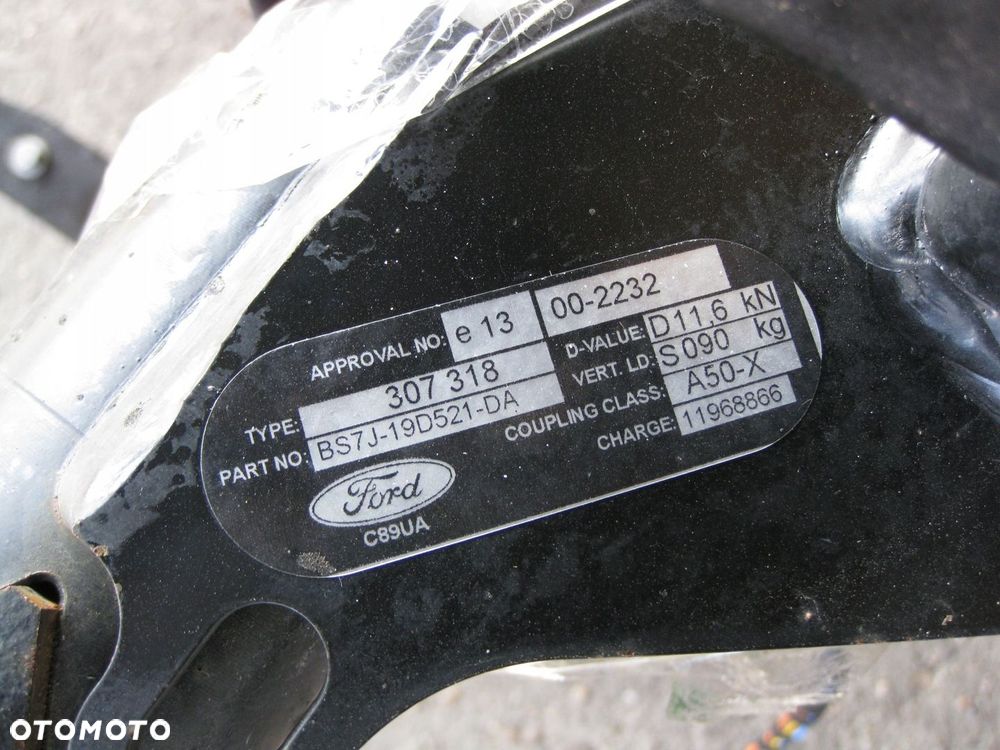 APPROVAL NO: e 13 00-2232
TYPE: 307 318
PART NO: BS7J-19D521-DA
D-VALUE: D11,6 kN
VERT. LD: S 090 kg
COUPLING CLASS: A50-X
CHARGE: 11968866
Ford
C89UA
OTOMOTO